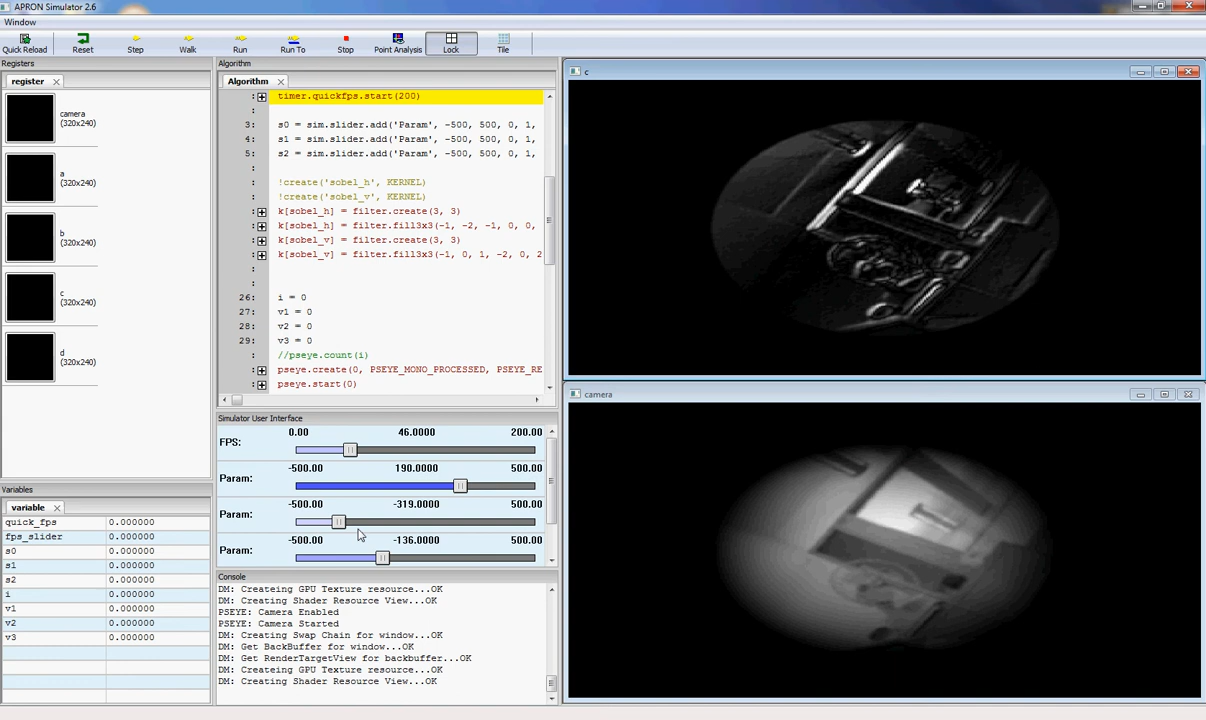 APRON Simulator 2.6
Window
Quick Reload
Reset
Step
Walk
Run
Run To
Stop
Point Analysis
Lock
Tile
Registers
register
camera
(320x240)
a
(320x240)
b
(320x240)
c
(320x240)
d
(320x240)
Variables
variable
quick_fps 0.000000
fps_slider 0.000000
s0 0.000000
s1 0.000000
s2 0.000000
i 0.000000
v1 0.000000
v2 0.000000
v3 0.000000
Algorithm
Algorithm
: timer.quickfps.start(200)
:
3: s0 = sim.slider.add('Param', -500, 500, 0, 1,
4: s1 = sim.slider.add('Param', -500, 500, 0, 1,
5: s2 = sim.slider.add('Param', -500, 500, 0, 1,
:
: !create('sobel_h', KERNEL)
: !create('sobel_v', KERNEL)
: k[sobel_h] = filter.create(3, 3)
: k[sobel_h] = filter.fill3x3(-1, -2, -1, 0, 0,
: k[sobel_v] = filter.create(3, 3)
: k[sobel_v] = filter.fill3x3(-1, 0, 1, -2, 0, 2
:
:
26: i = 0
27: v1 = 0
28: v2 = 0
29: v3 = 0
: //pseye.count(i)
: pseye.create(0, PSEYE_MONO_PROCESSED, PSEYE_RE
: pseye.start(0)
Simulator User Interface
0.00 46.0000 200.00
FPS:
-500.00 190.0000 500.00
Param:
-500.00 -319.0000 500.00
Param:
-500.00 -136.0000 500.00
Param:
Console
DM: Createing GPU Texture resource...OK
DM: Creating Shader Resource View...OK
PSEYE: Camera Enabled
PSEYE: Camera Started
DM: Creating Swap Chain for window...OK
DM: Get BackBuffer for window...OK
DM: Get RenderTargetView for backbuffer...OK
DM: Createing GPU Texture resource...OK
DM: Creating Shader Resource View...OK
c
camera